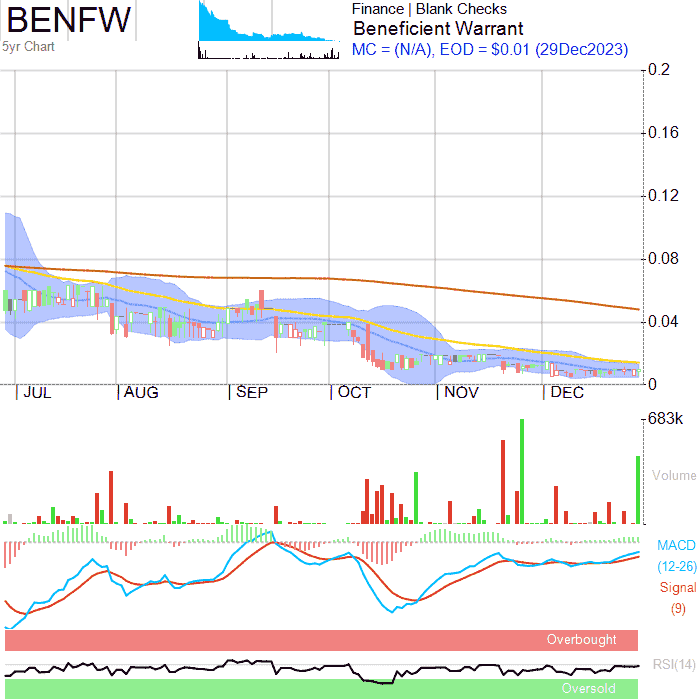 BENFW
5yr Chart
Finance | Blank Checks
Beneficient Warrant
MC = (N/A), EOD = $0.01 (29Dec2023)
0.2
0.16
0.12
0.08
0.04
0
JUL AUG SEP OCT NOV DEC
683k
Volume
MACD
(12-26)
Signal
(9)
Overbought
RSI(14)
Oversold